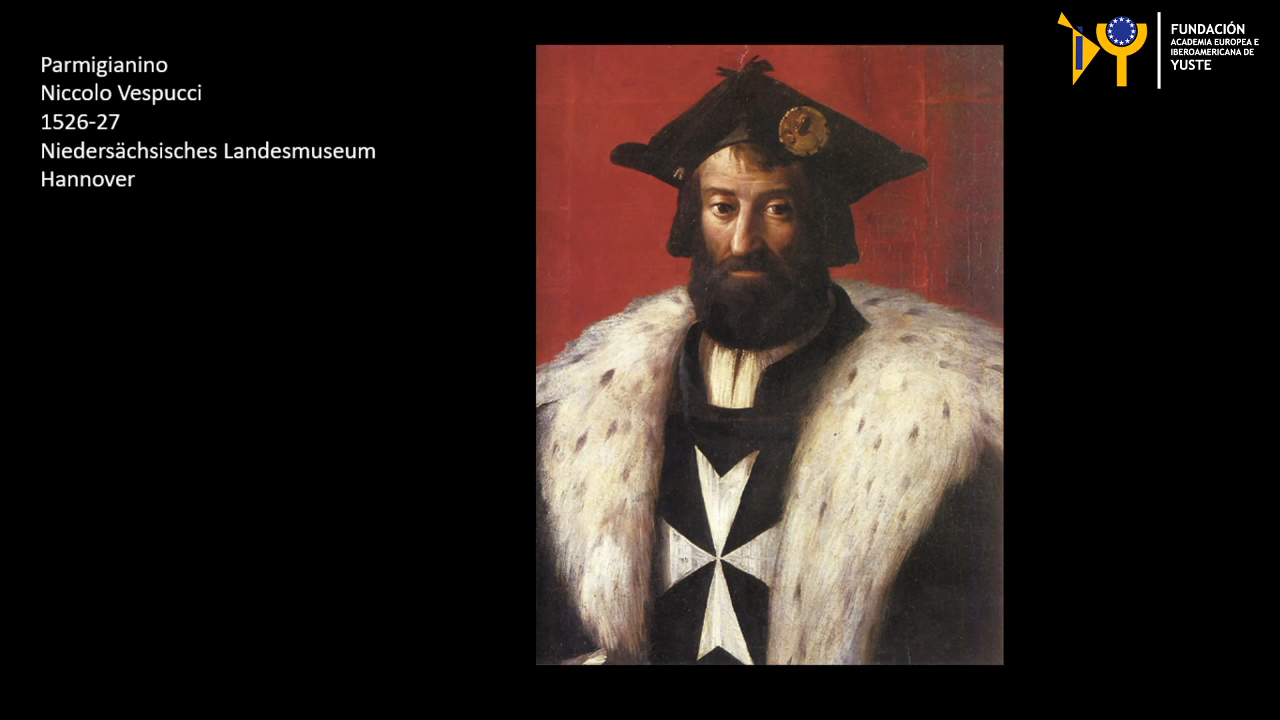 Parmigianino
Niccolo Vespucci
1526-27
Niedersächsisches Landesmuseum
Hannover
FUNDACIÓN
ACADEMIA EUROPEA E
IBEROAMERICANA DE
YUSTE